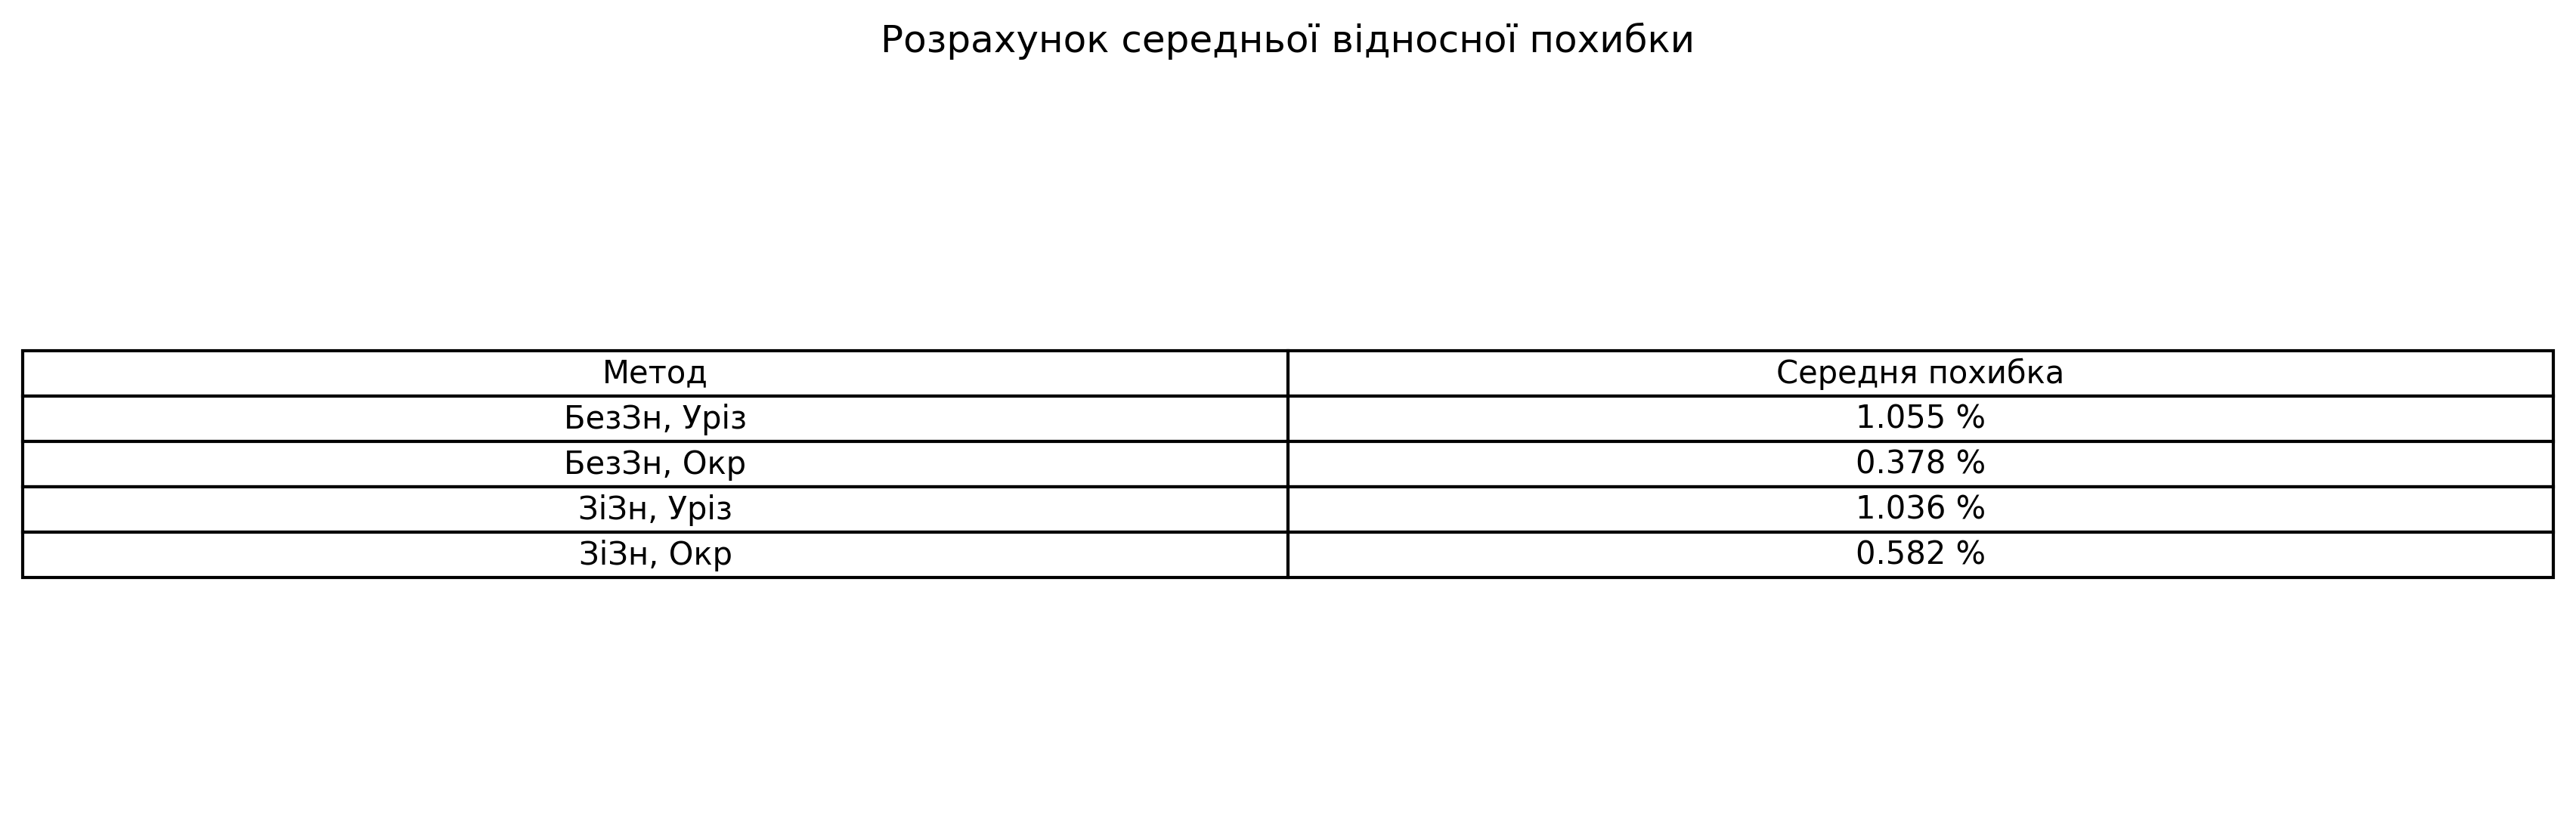 Розрахунок середньої відносної похибки
Метод Середня похибка
БезЗн, Уріз 1.055 %
БезЗн, Окр 0.378 %
ЗіЗн, Уріз 1.036 %
ЗіЗн, Окр 0.582 %